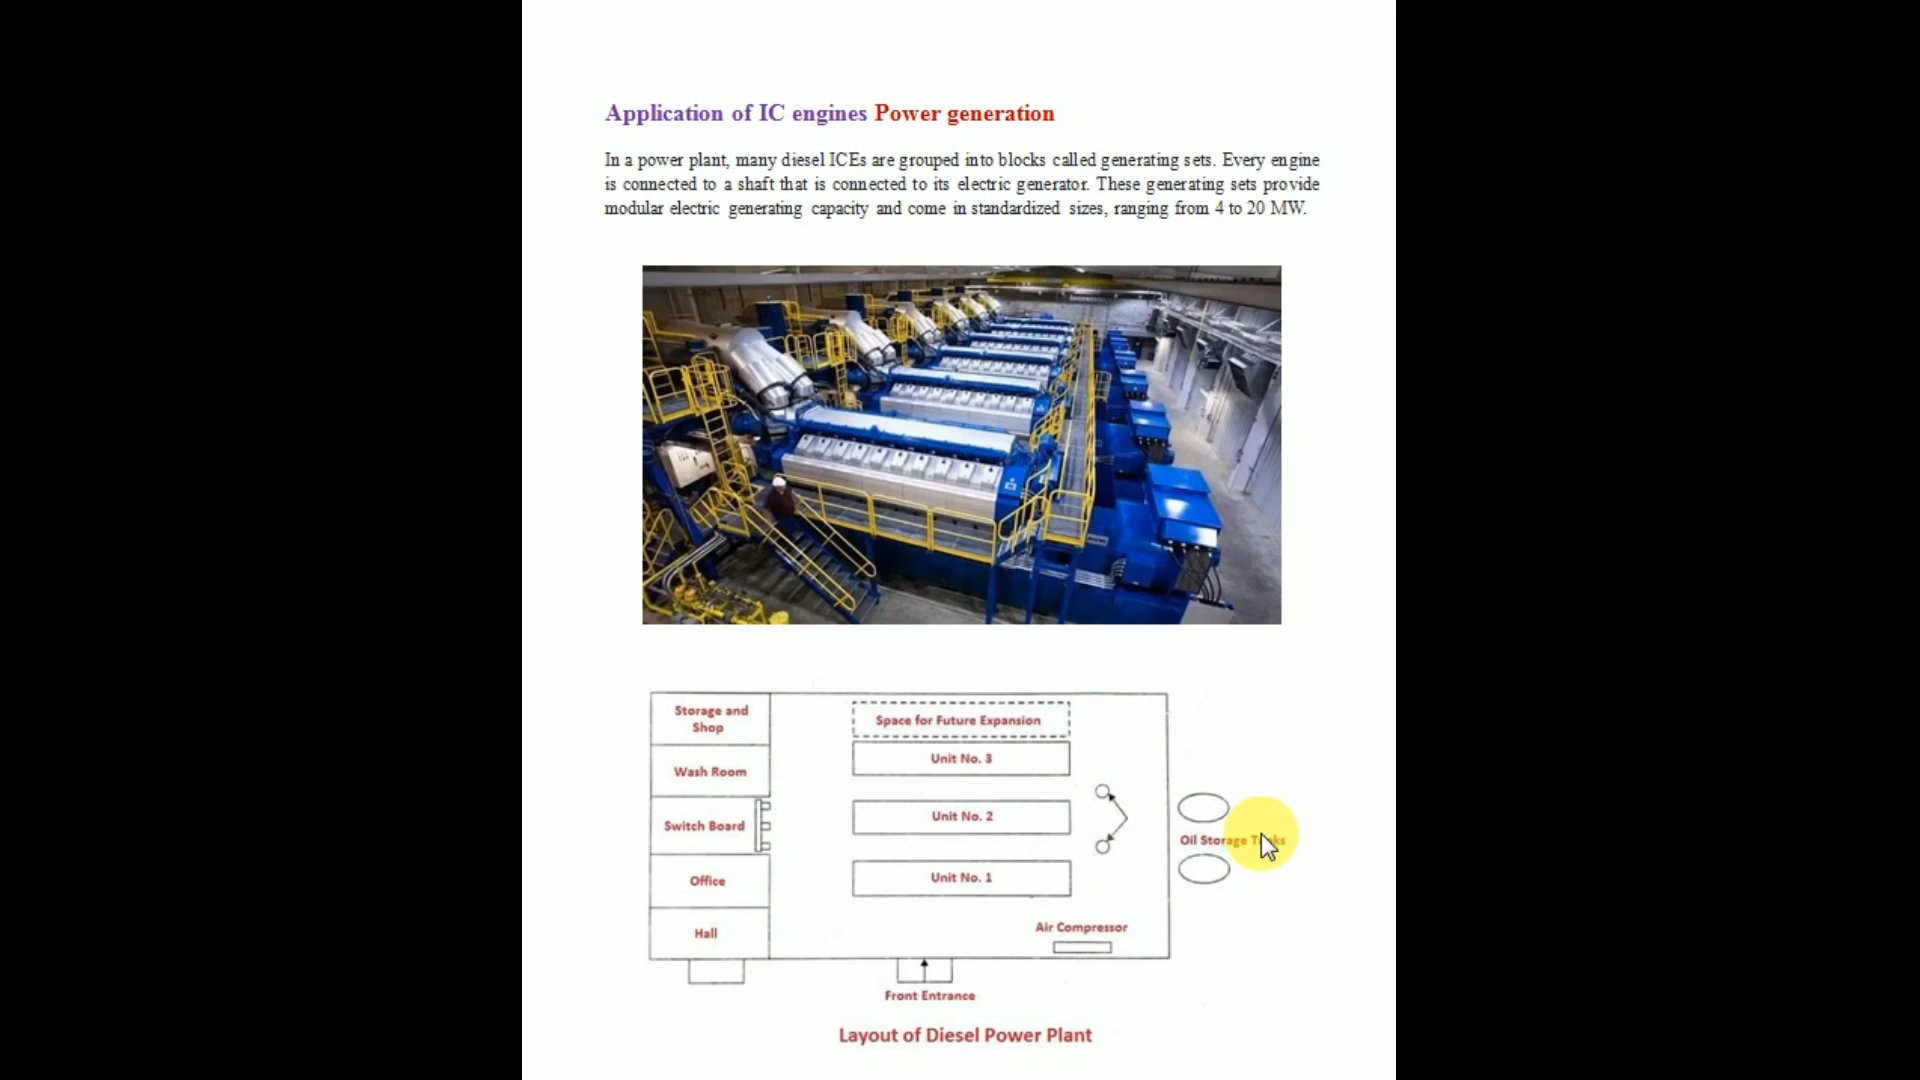 Application of IC engines Power generation
In a power plant, many diesel ICEs are grouped into blocks called generating sets. Every engine
is connected to a shaft that is connected to its electric generator. These generating sets provide
modular electric generating capacity and come in standardized sizes, ranging from 4 to 20 MW.
Storage and
Shop
Space for Future Expansion
Unit No. 3
Wash Room
Unit No. 2
Switch Board
Oil Storage Tanks
Office
Unit No. 1
Air Compressor
Hall
Front Entrance
Layout of Diesel Power Plant